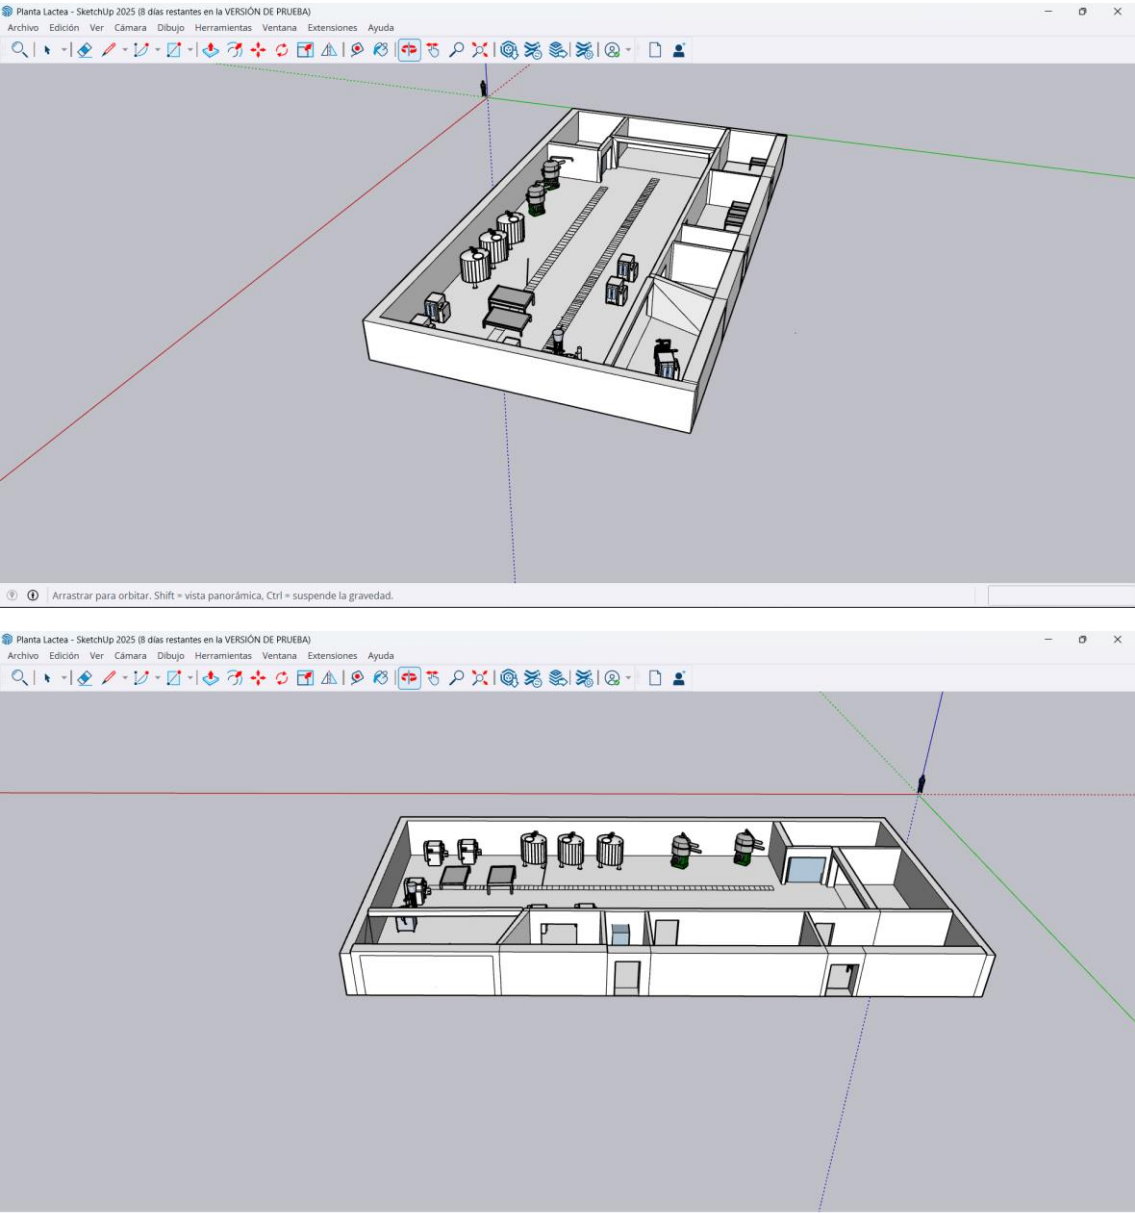 Planta Lactea - SketchUp 2025 (8 días restantes en la VERSIÓN DE PRUEBA)
Archivo Edición Ver Cámara Dibujo Herramientas Ventana Extensiones Ayuda
Arrastrar para orbitar. Shift = vista panorámica, Ctrl = suspende la gravedad.
Planta Lactea - SketchUp 2025 (8 días restantes en la VERSIÓN DE PRUEBA)
Archivo Edición Ver Cámara Dibujo Herramientas Ventana Extensiones Ayuda